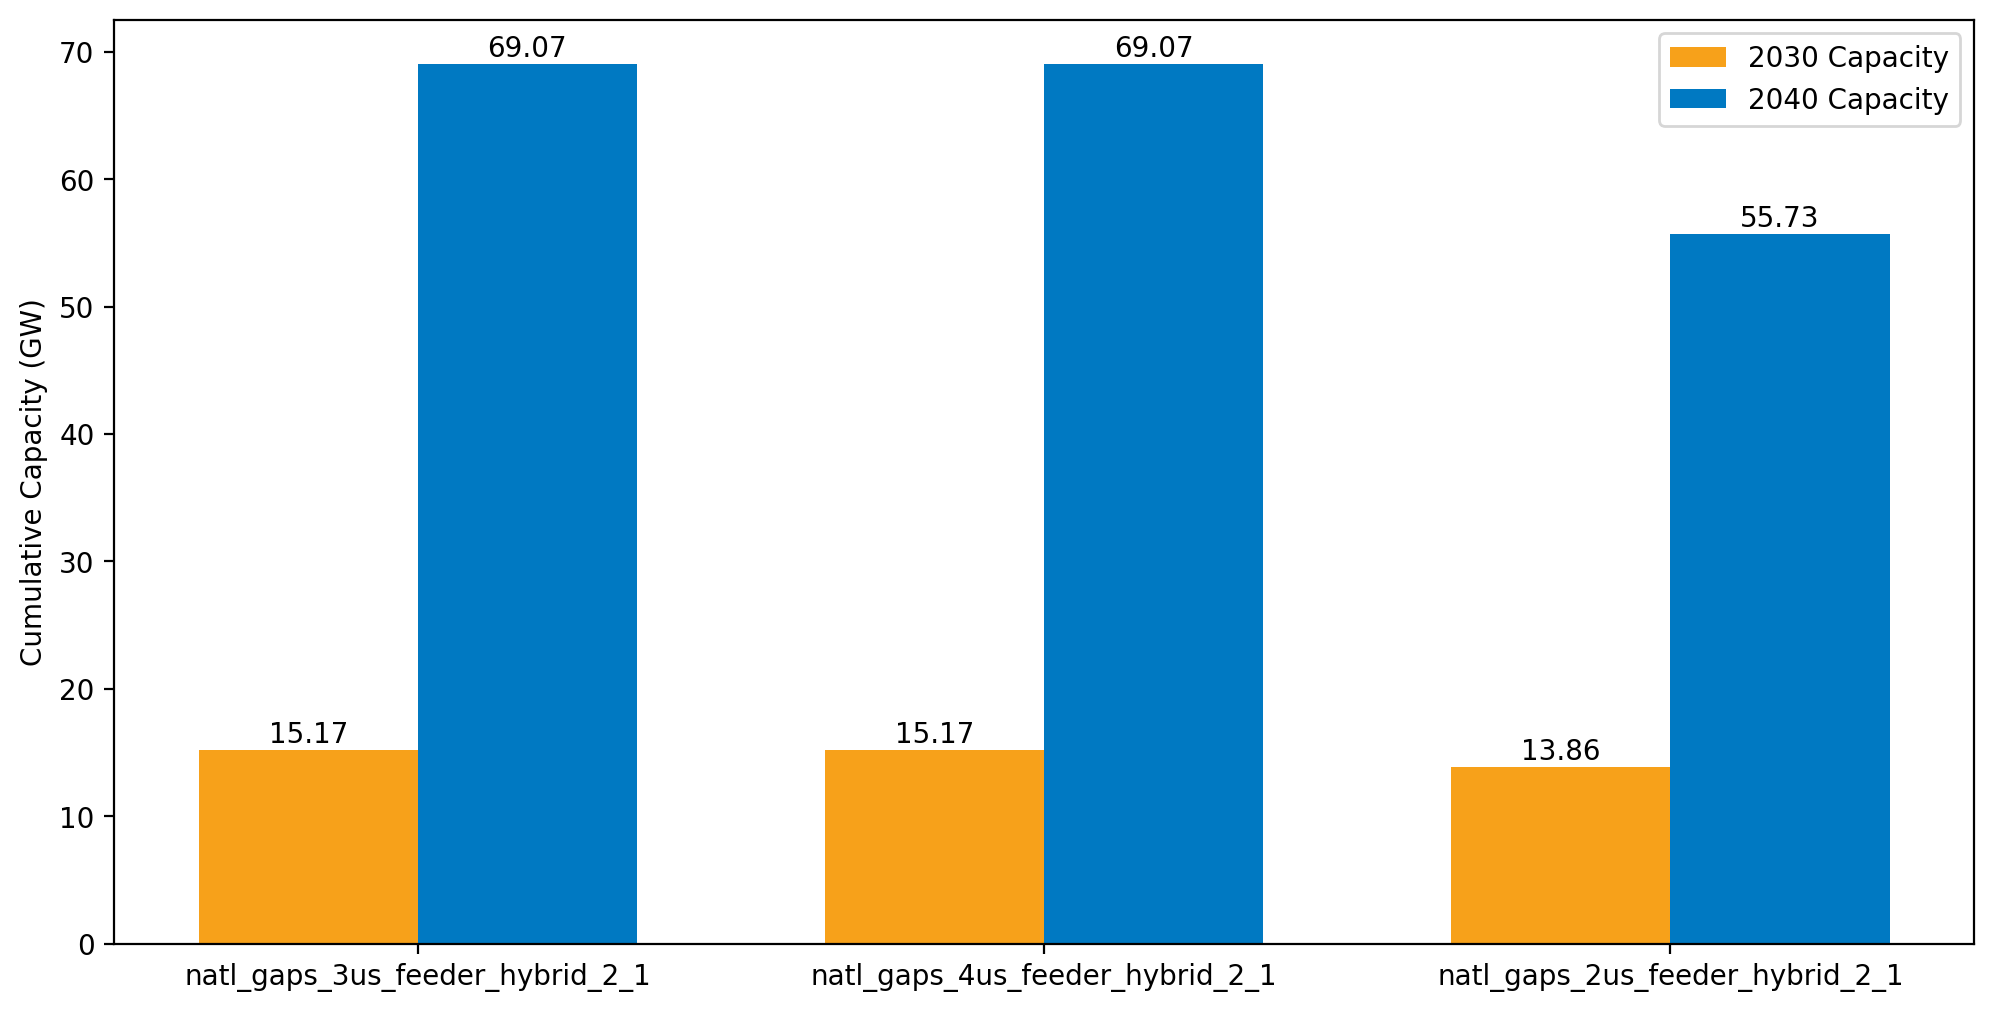 Cumulative Capacity (GW)
70
60
50
40
30
20
10
0
69.07
69.07
55.73
15.17
15.17
13.86
2030 Capacity
2040 Capacity
natl_gaps_3us_feeder_hybrid_2_1
natl_gaps_4us_feeder_hybrid_2_1
natl_gaps_2us_feeder_hybrid_2_1